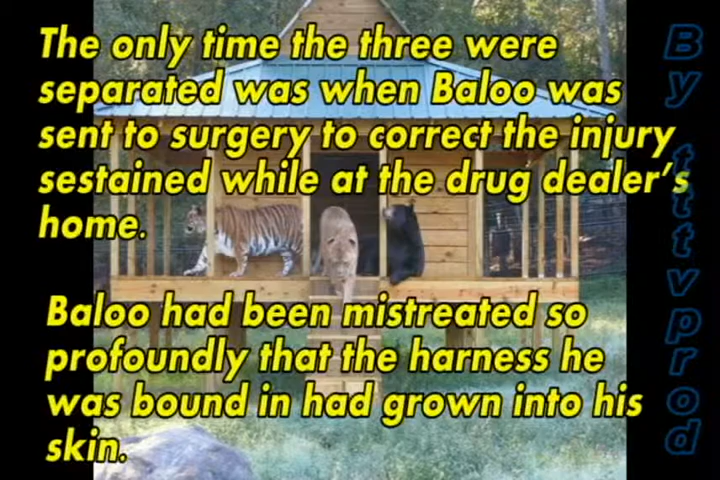 The only time the three were
separated was when Baloo was
sent to surgery to correct the injury
sestained while at the drug dealer's
home.
Baloo had been mistreated so
profoundly that the harness he
was bound in had grown into his
skin.
By tttvprod